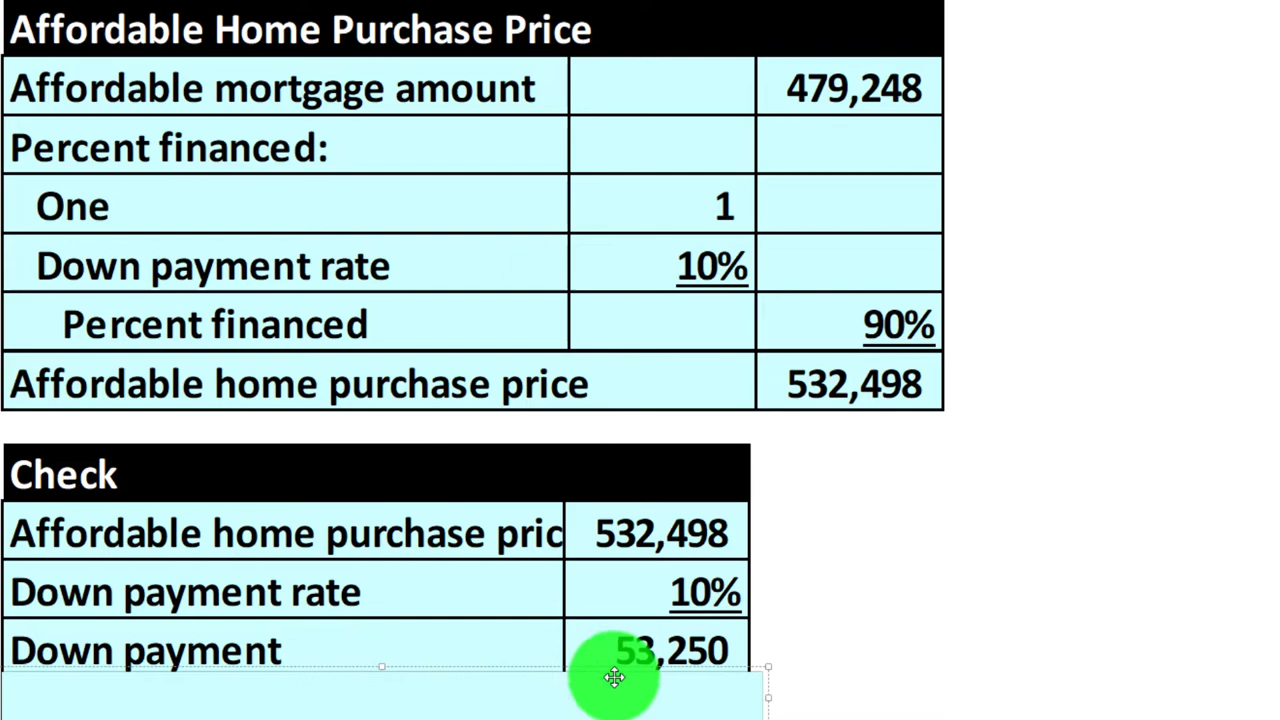 Affordable Home Purchase Price
Affordable mortgage amount 479,248
Percent financed:
One 1
Down payment rate 10%
Percent financed 90%
Affordable home purchase price 532,498
Check
Affordable home purchase pric 532,498
Down payment rate 10%
Down payment 53,250